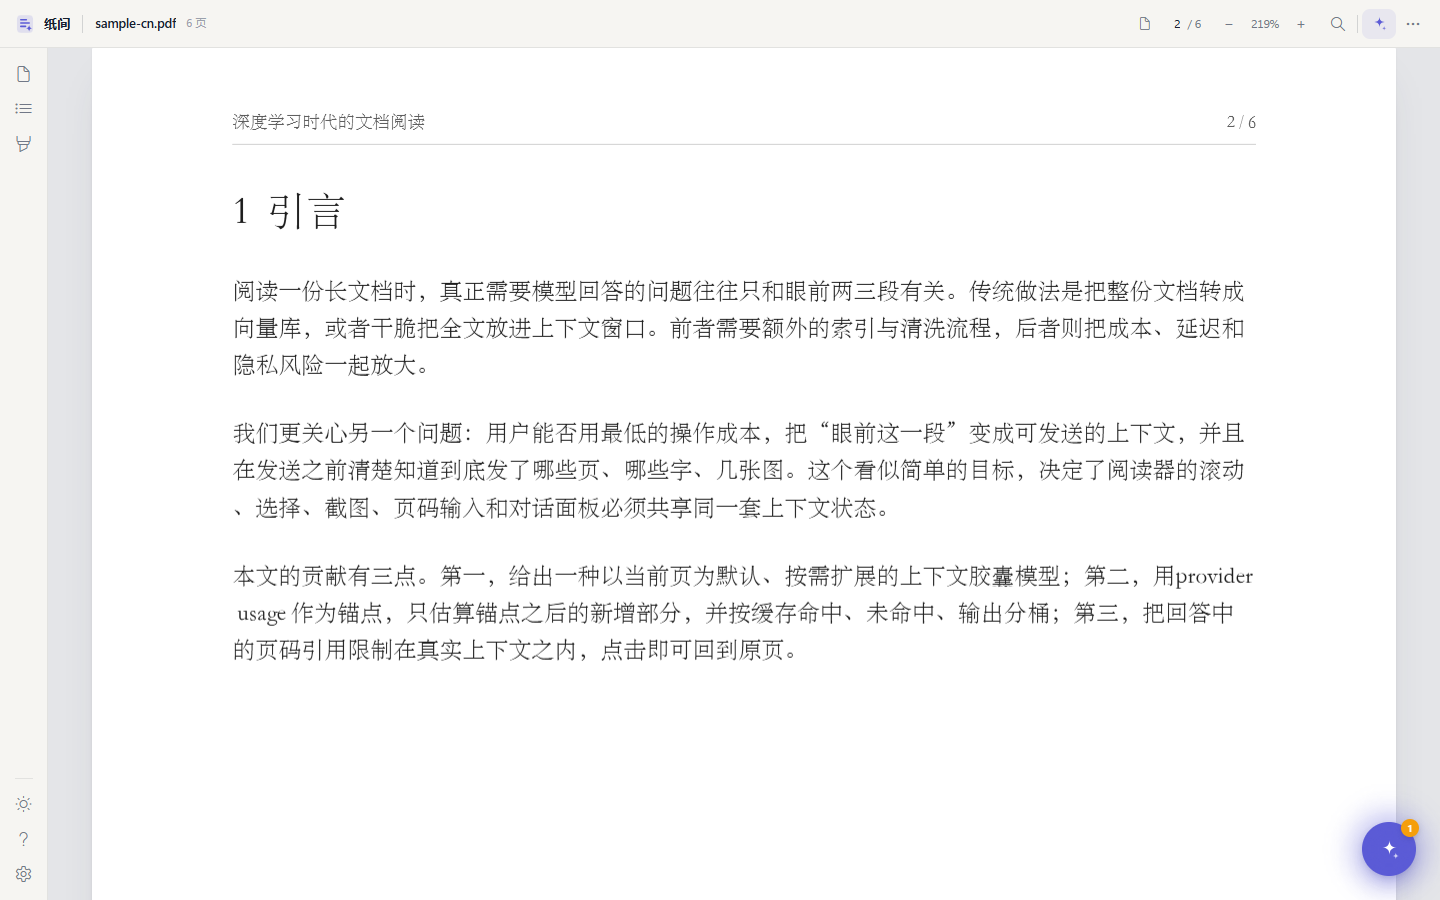 纸间 sample-cn.pdf 6 页 2 / 6 − 219% +
深度学习时代的文档阅读 2 / 6
1 引言
阅读一份长文档时，真正需要模型回答的问题往往只和眼前两三段有关。传统做法是把整份文档转成
向量库，或者干脆把全文放进上下文窗口。前者需要额外的索引与清洗流程，后者则把成本、延迟和
隐私风险一起放大。
我们更关心另一个问题：用户能否用最低的操作成本，把“眼前这一段”变成可发送的上下文，并且
在发送之前清楚知道到底发了哪些页、哪些字、几张图。这个看似简单的目标，决定了阅读器的滚动
、选择、截图、页码输入和对话面板必须共享同一套上下文状态。
本文的贡献有三点。第一，给出一种以当前页为默认、按需扩展的上下文胶囊模型；第二，用provider
usage 作为锚点，只估算锚点之后的新增部分，并按缓存命中、未命中、输出分桶；第三，把回答中
的页码引用限制在真实上下文之内，点击即可回到原页。
1